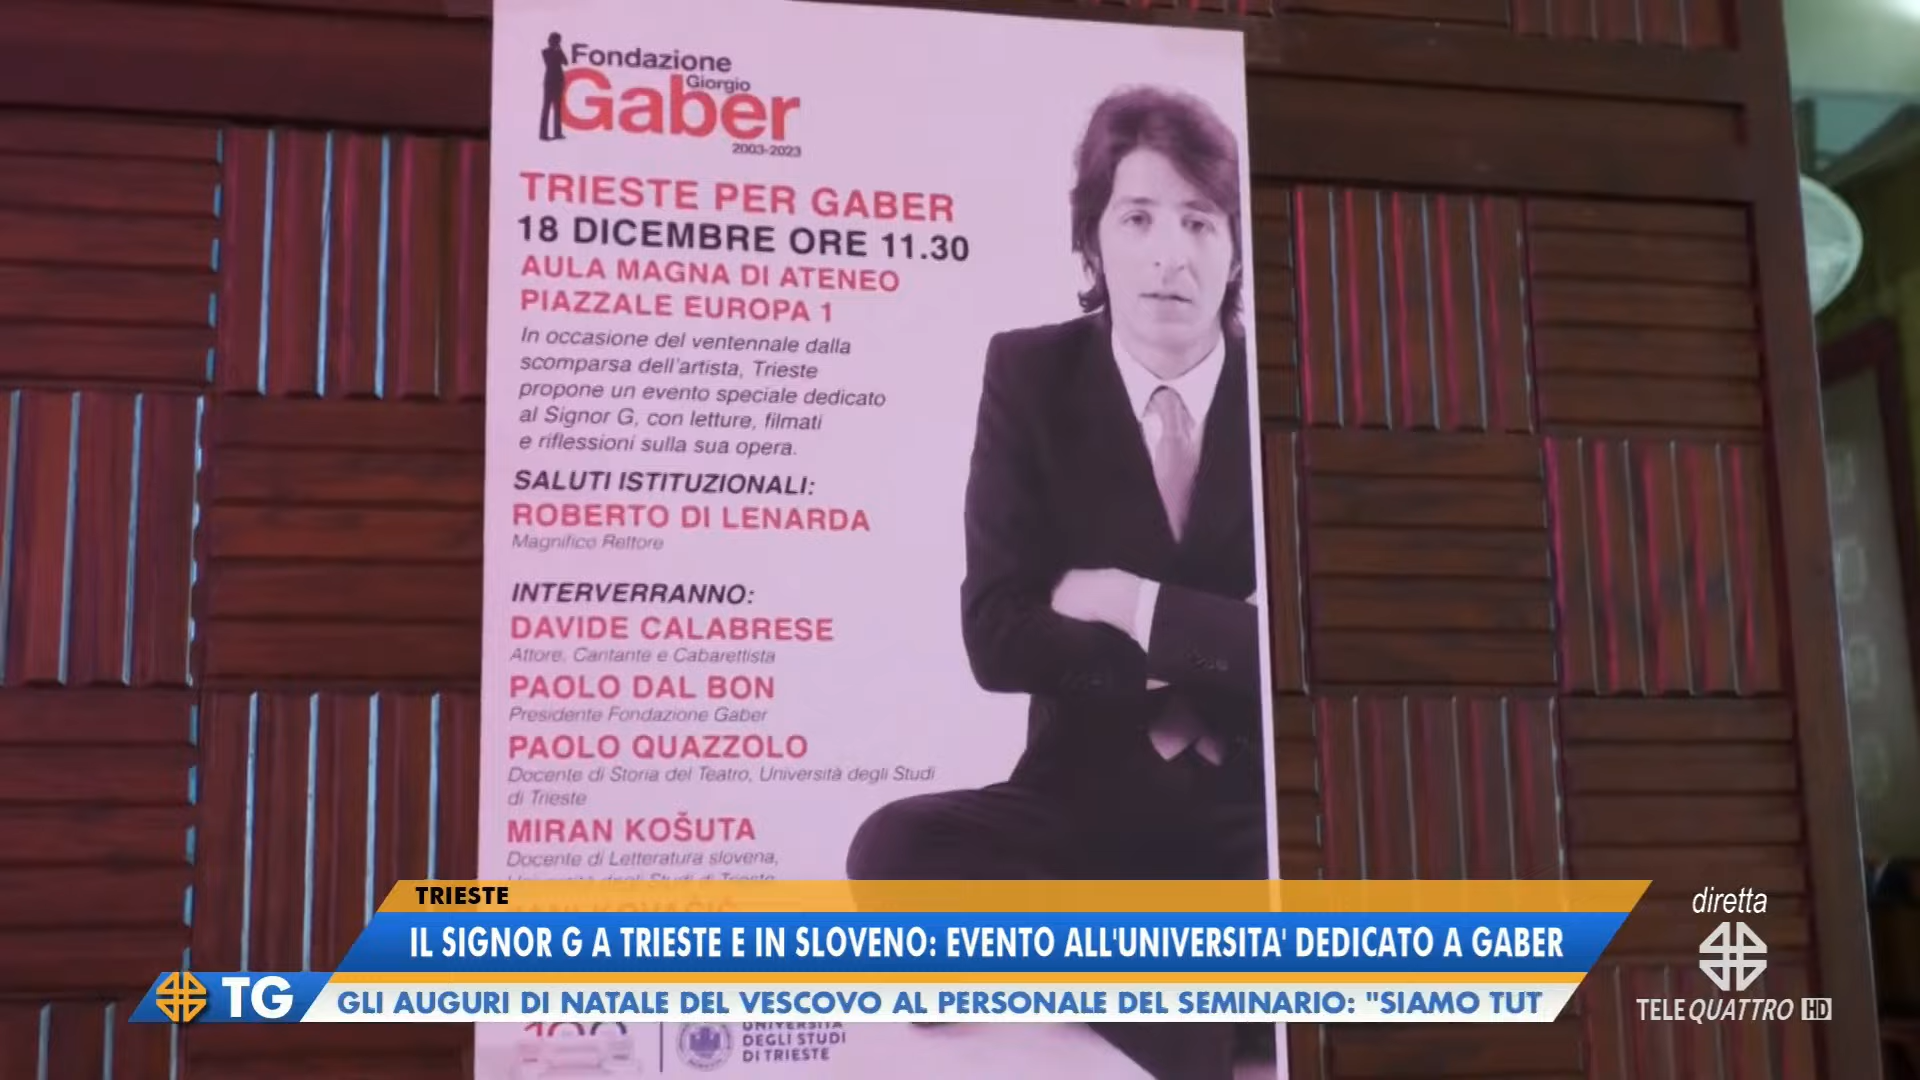 Fondazione
Giorgio
Gaber
2003-2023
TRIESTE PER GABER
18 DICEMBRE ORE 11.30
AULA MAGNA DI ATENEO
PIAZZALE EUROPA 1
In occasione del ventennale dalla
scomparsa dell'artista, Trieste
propone un evento speciale dedicato
al Signor G, con letture, filmati
e riflessioni sulla sua opera.
SALUTI ISTITUZIONALI:
ROBERTO DI LENARDA
Magnifico Rettore
INTERVERRANNO:
DAVIDE CALABRESE
Attore, Cantante e Cabarettista
PAOLO DAL BON
Presidente Fondazione Gaber
PAOLO QUAZZOLO
Docente di Storia del Teatro, Università degli Studi
di Trieste
MIRAN KOŠUTA
Docente di Letteratura slovena,
Università degli Studi di Trieste
TRIESTE
IL SIGNOR G A TRIESTE E IN SLOVENO: EVENTO ALL'UNIVERSITA' DEDICATO A GABER
TG
GLI AUGURI DI NATALE DEL VESCOVO AL PERSONALE DEL SEMINARIO: "SIAMO TUT
diretta
TELEQUATTRO HD
UNIVERSITÀ
DEGLI STUDI
DI TRIESTE